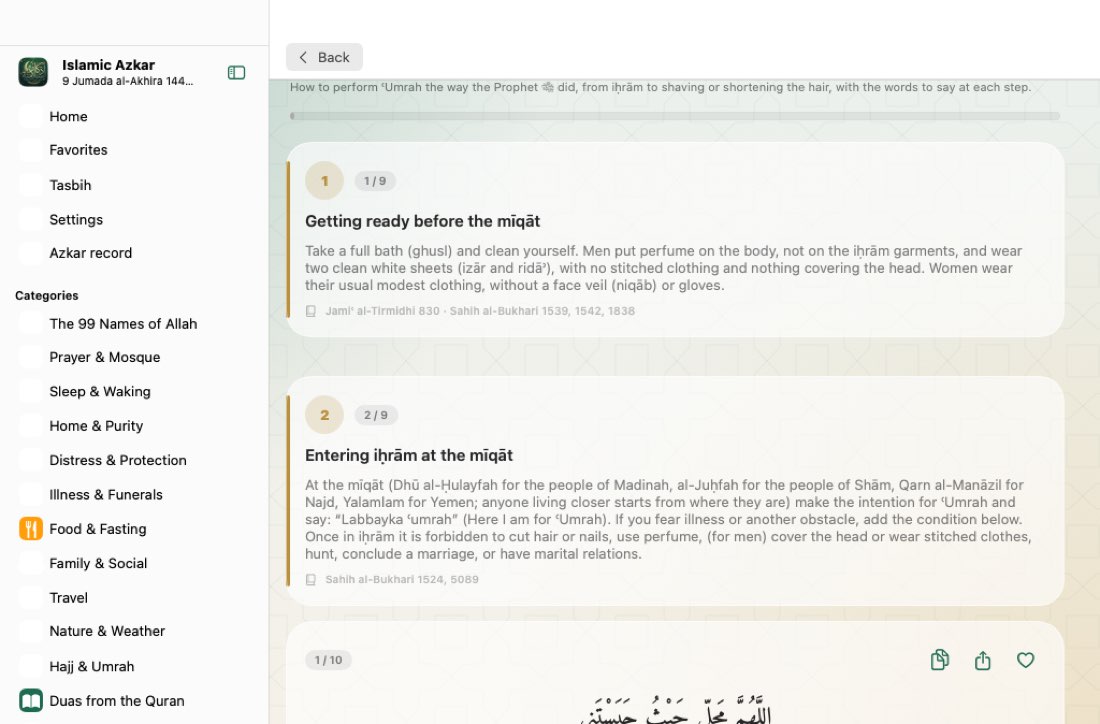 Islamic Azkar
9 Jumada al-Akhira 144...
Home
Favorites
Tasbih
Settings
Azkar record
Categories
The 99 Names of Allah
Prayer & Mosque
Sleep & Waking
Home & Purity
Distress & Protection
Illness & Funerals
Food & Fasting
Family & Social
Travel
Nature & Weather
Hajj & Umrah
Duas from the Quran
Back
How to perform ʿUmrah the way the Prophet ﷺ did, from iḥrām to shaving or shortening the hair, with the words to say at each step.
1
1 / 9
Getting ready before the mīqāt
Take a full bath (ghusl) and clean yourself. Men put perfume on the body, not on the iḥrām garments, and wear
two clean white sheets (izār and ridāʾ), with no stitched clothing and nothing covering the head. Women wear
their usual modest clothing, without a face veil (niqāb) or gloves.
Jamiʿ al-Tirmidhi 830 · Sahih al-Bukhari 1539, 1542, 1838
2
2 / 9
Entering iḥrām at the mīqāt
At the mīqāt (Dhū al-Ḥulayfah for the people of Madinah, al-Juḥfah for the people of Shām, Qarn al-Manāzil for
Najd, Yalamlam for Yemen; anyone living closer starts from where they are) make the intention for ʿUmrah and
say: “Labbayka ʿumrah” (Here I am for ʿUmrah). If you fear illness or another obstacle, add the condition below.
Once in iḥrām it is forbidden to cut hair or nails, use perfume, (for men) cover the head or wear stitched clothes,
hunt, conclude a marriage, or have marital relations.
Sahih al-Bukhari 1524, 5089
1 / 10
اللَّهُمَّ مَحِلِّي حَيْثُ حَبَسْتَنِي